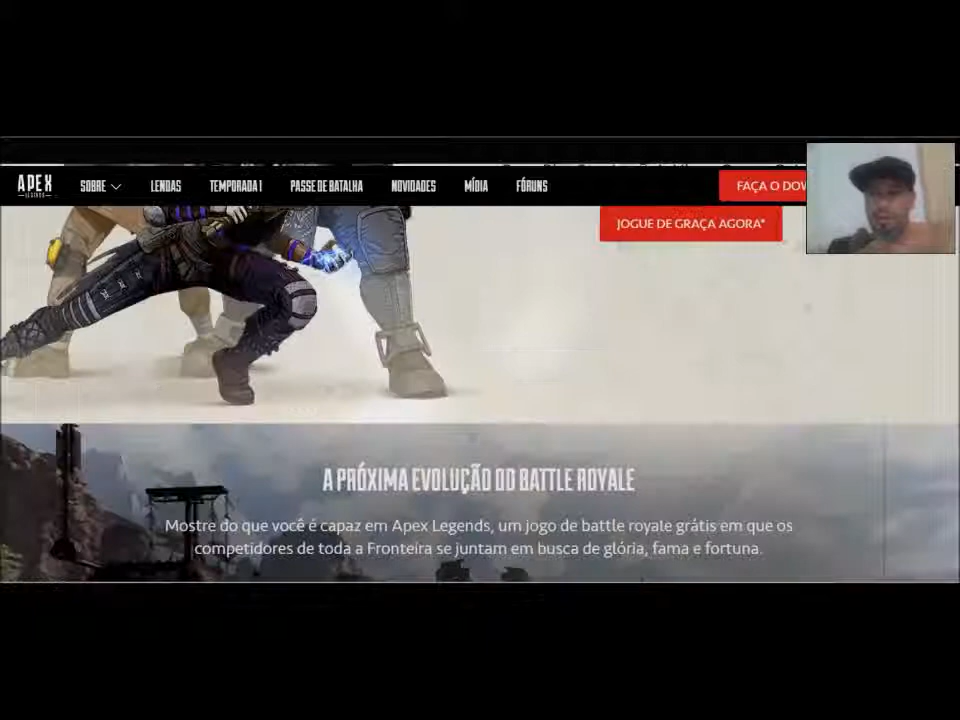 APEX
LEGENDS
SOBRE
LENDAS
TEMPORADA 1
PASSE DE BATALHA
NOVIDADES
MÍDIA
FÓRUNS
FAÇA O DOW
JOGUE DE GRAÇA AGORA*
A PRÓXIMA EVOLUÇÃO DO BATTLE ROYALE
Mostre do que você é capaz em Apex Legends, um jogo de battle royale grátis em que os
competidores de toda a Fronteira se juntam em busca de glória, fama e fortuna.